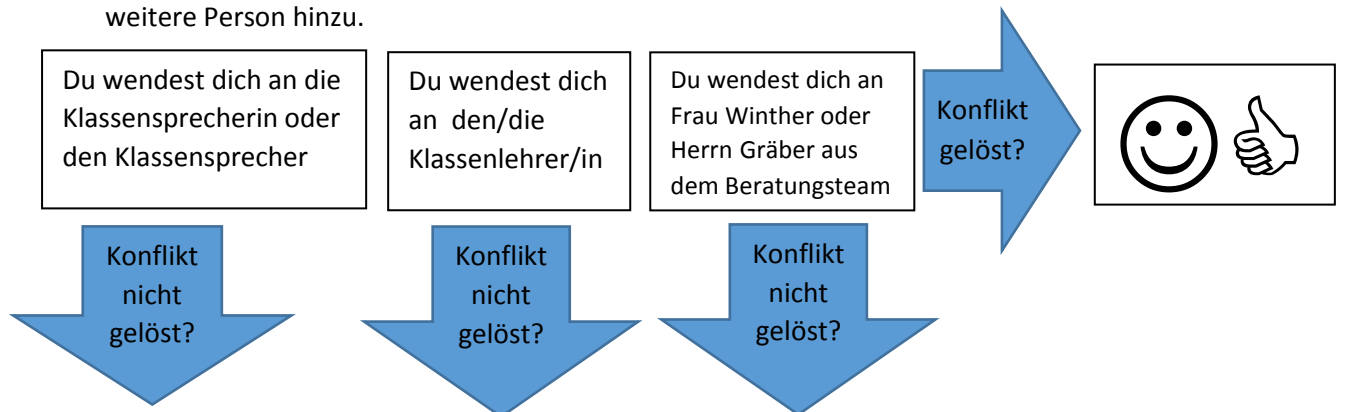 weitere Person hinzu.
Du wendest dich an die
Klassensprecherin oder
den Klassensprecher
Du wendest dich
an  den/die
Klassenlehrer/in
Du wendest dich an
Frau Winther oder
Herrn Gräber aus
dem Beratungsteam
Konflikt
gelöst?
Konflikt
nicht
gelöst?
Konflikt
nicht
gelöst?
Konflikt
nicht
gelöst?